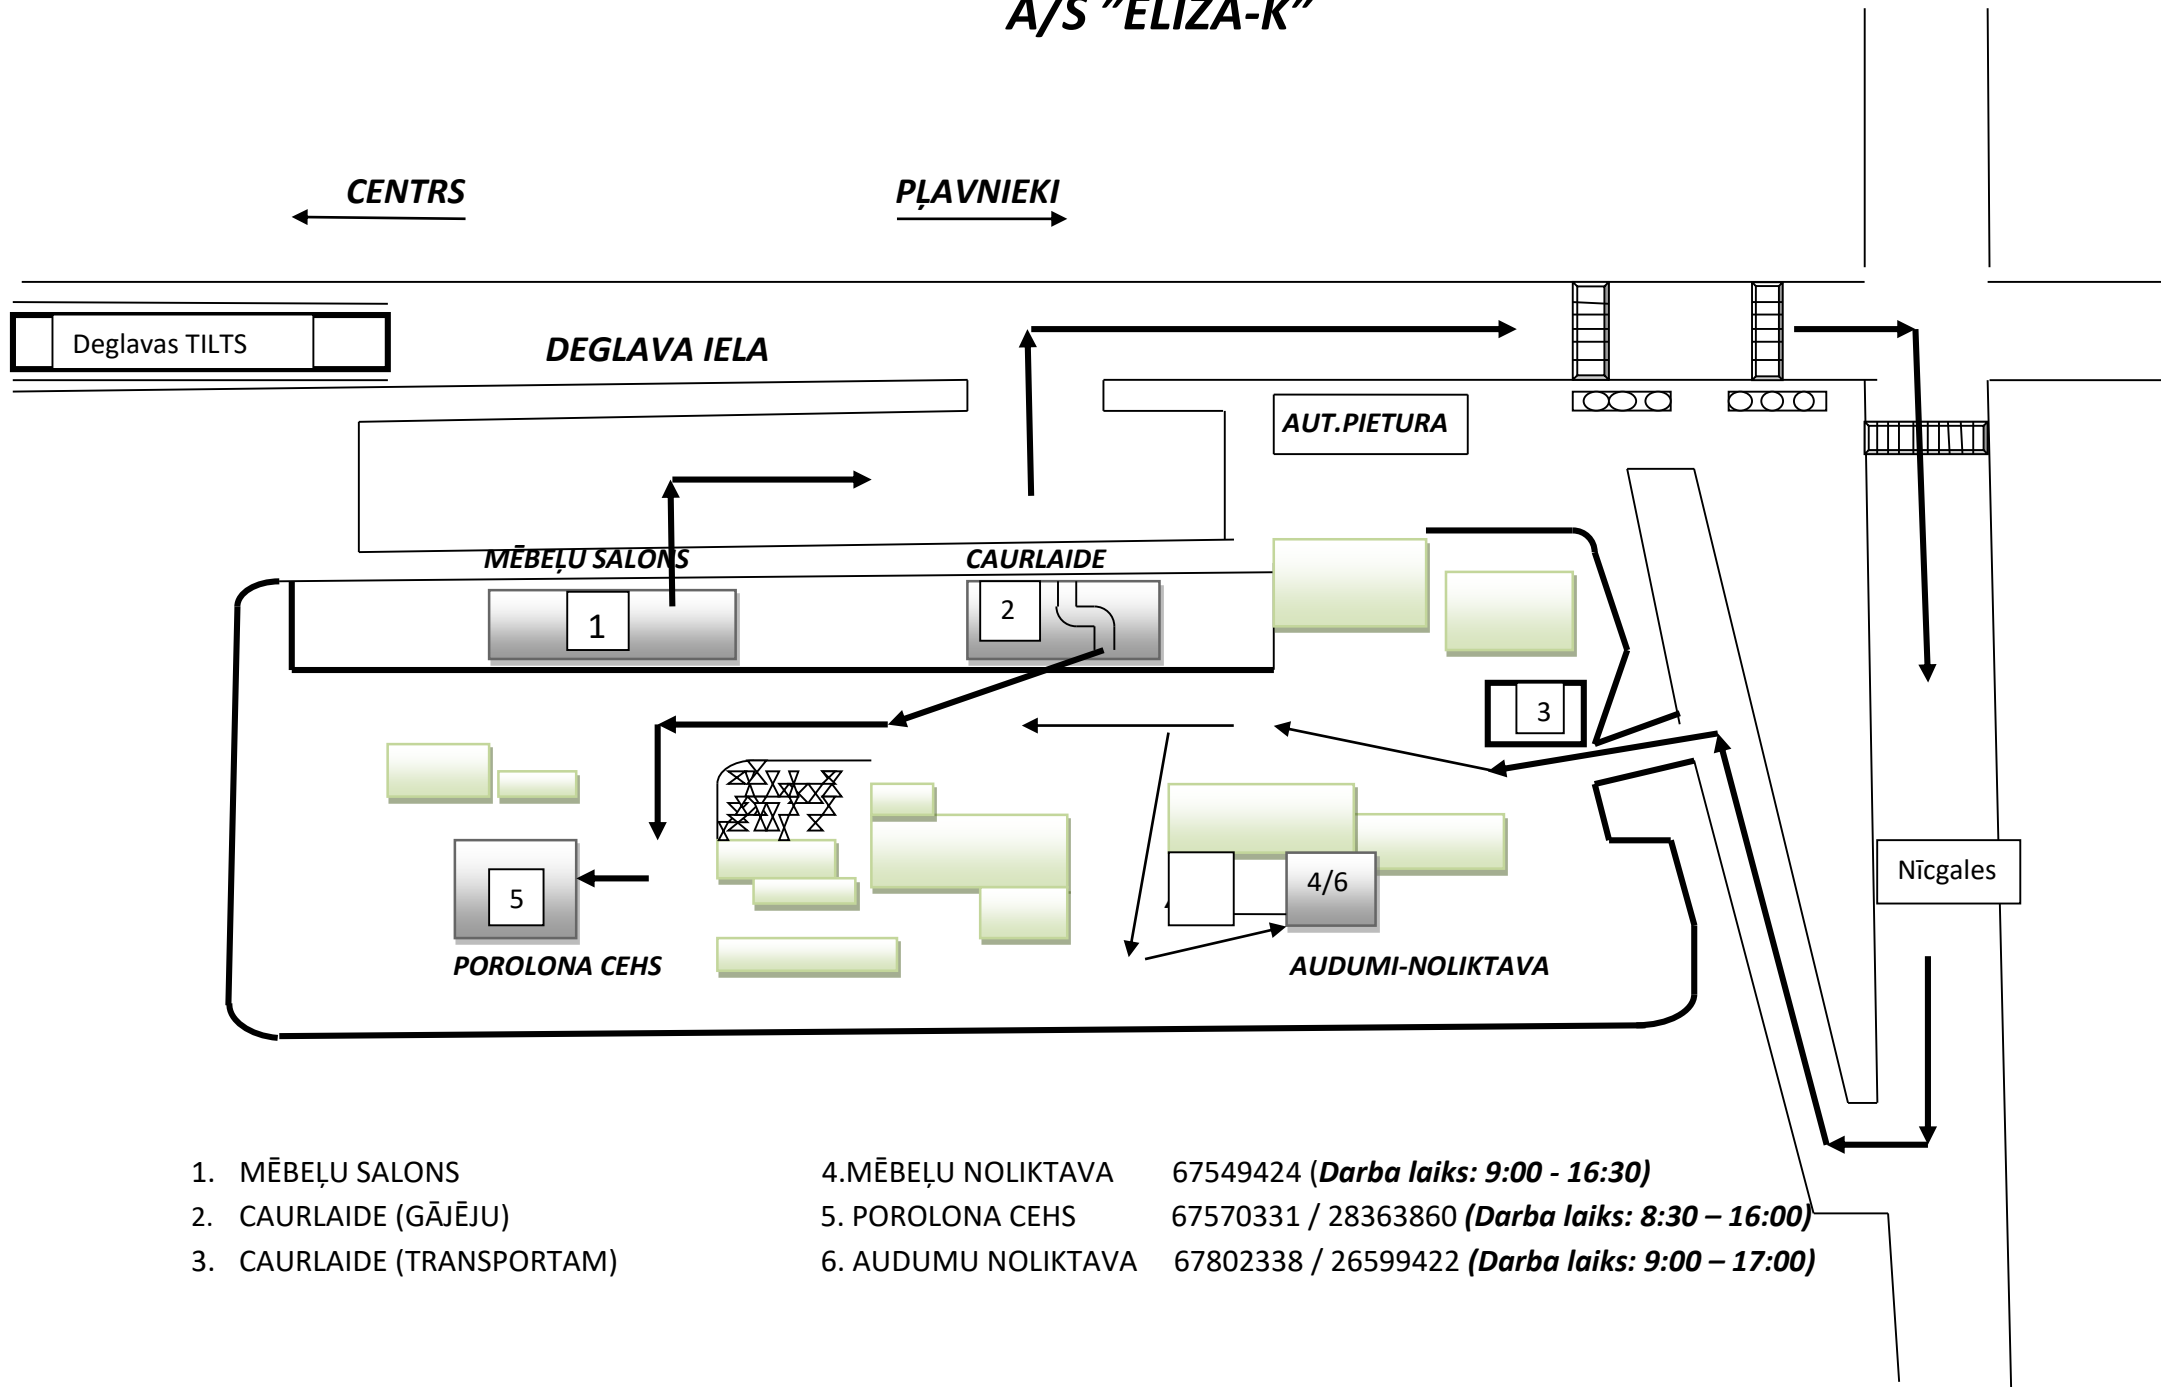 A/S ”ELIZA-K”
CENTRS
PĻAVNIEKI
Deglavas TILTS
DEGLAVA IELA
AUT.PIETURA
MĒBEĻU SALONS
CAURLAIDE
1
2
3
4/6
5
Nīcgales
POROLONA CEHS
AUDUMI-NOLIKTAVA
1. MĒBEĻU SALONS
2. CAURLAIDE (GĀJĒJU)
3. CAURLAIDE (TRANSPORTAM)
4.MĒBEĻU NOLIKTAVA 67549424 (Darba laiks: 9:00 - 16:30)
5. POROLONA CEHS 67570331 / 28363860 (Darba laiks: 8:30 – 16:00)
6. AUDUMU NOLIKTAVA 67802338 / 26599422 (Darba laiks: 9:00 – 17:00)